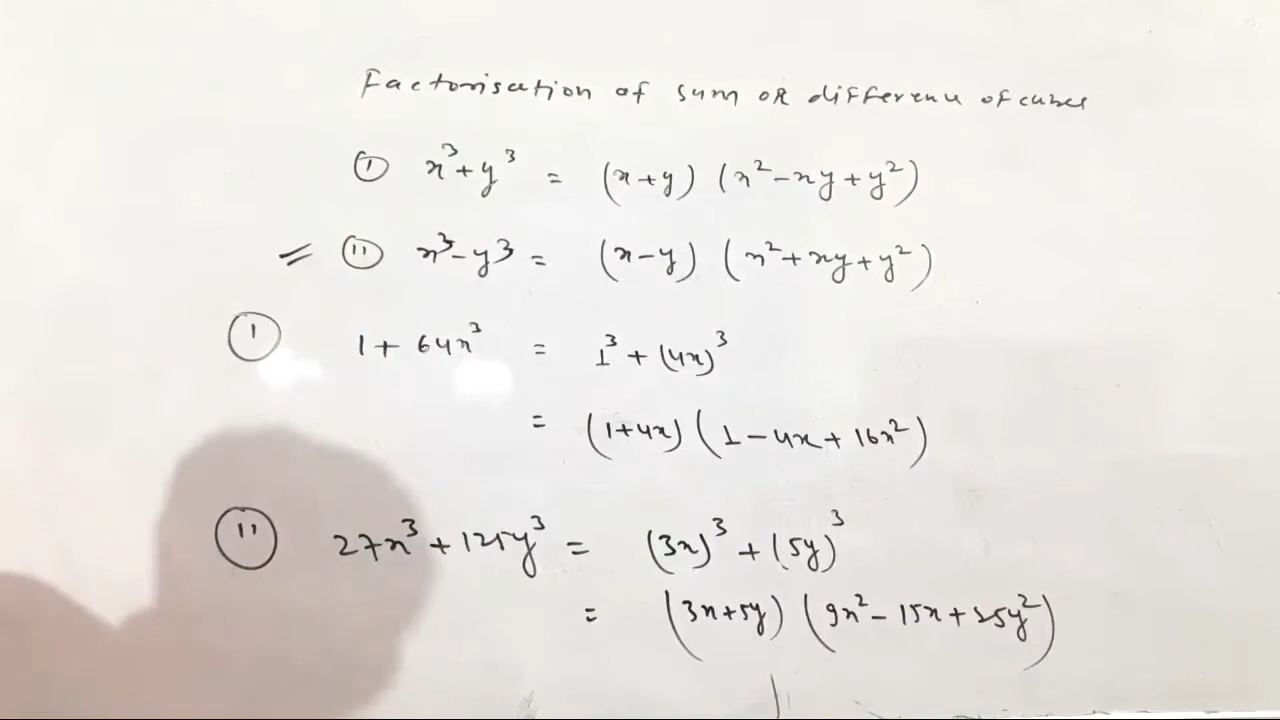 Factorisation of sum OR difference of cubes
(i) x³+y³ = (x+y) (x²-xy+y²)
= (ii) x³-y³ = (x-y) (x²+xy+y²)
(i) 1+64x³ = 1³+(4x)³
= (1+4x) (1-4x+16x²)
(ii) 27x³+125y³ = (3x)³+(5y)³
= (3x+5y) (9x²-15x+25y²)